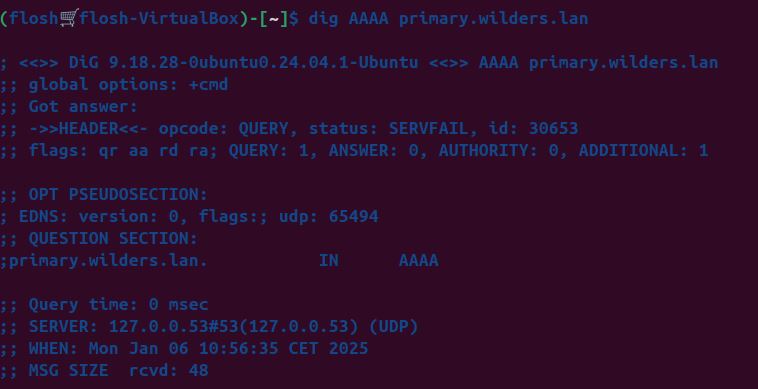 (flosh🛒flosh-VirtualBox)-[~]$ dig AAAA primary.wilders.lan
; <<>> DiG 9.18.28-0ubuntu0.24.04.1-Ubuntu <<>> AAAA primary.wilders.lan
;; global options: +cmd
;; Got answer:
;; ->>HEADER<<- opcode: QUERY, status: SERVFAIL, id: 30653
;; flags: qr aa rd ra; QUERY: 1, ANSWER: 0, AUTHORITY: 0, ADDITIONAL: 1
;; OPT PSEUDOSECTION:
; EDNS: version: 0, flags:; udp: 65494
;; QUESTION SECTION:
;primary.wilders.lan. IN AAAA
;; Query time: 0 msec
;; SERVER: 127.0.0.53#53(127.0.0.53) (UDP)
;; WHEN: Mon Jan 06 10:56:35 CET 2025
;; MSG SIZE  rcvd: 48